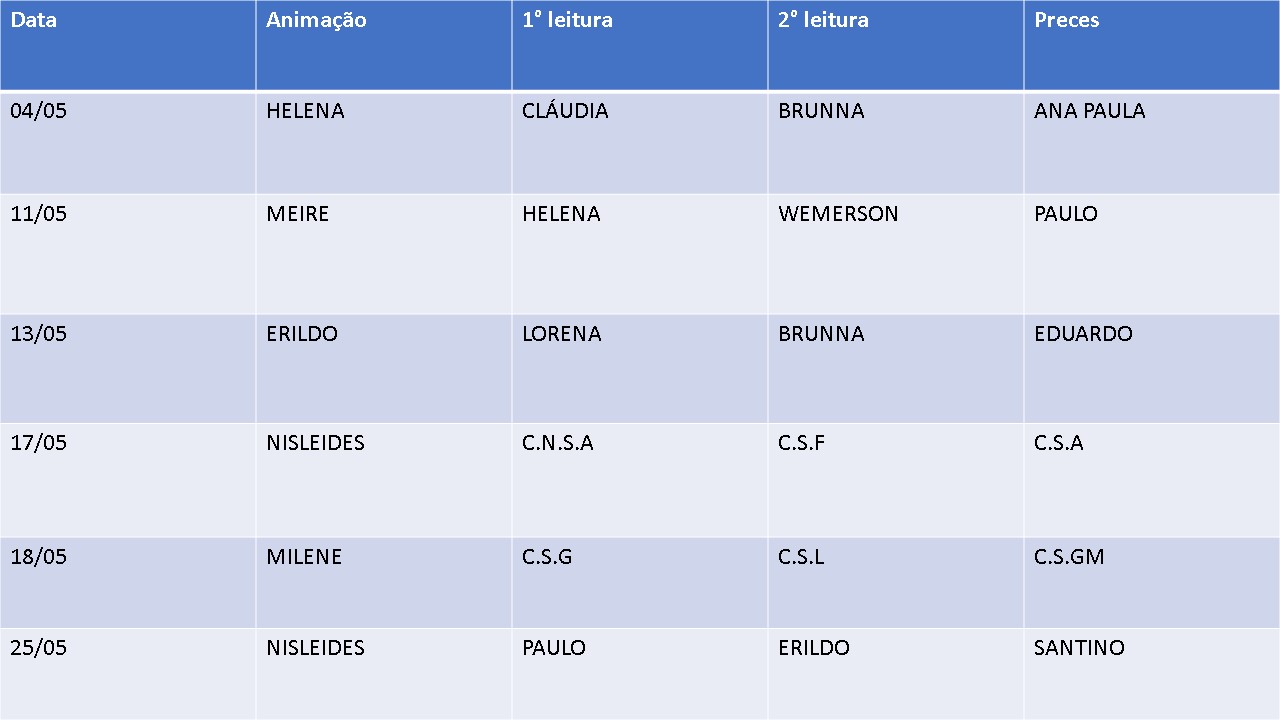 Data Animação 1° leitura 2° leitura Preces
04/05 HELENA CLÁUDIA BRUNNA ANA PAULA
11/05 MEIRE HELENA WEMERSON PAULO
13/05 ERILDO LORENA BRUNNA EDUARDO
17/05 NISLEIDES C.N.S.A C.S.F C.S.A
18/05 MILENE C.S.G C.S.L C.S.GM
25/05 NISLEIDES PAULO ERILDO SANTINO